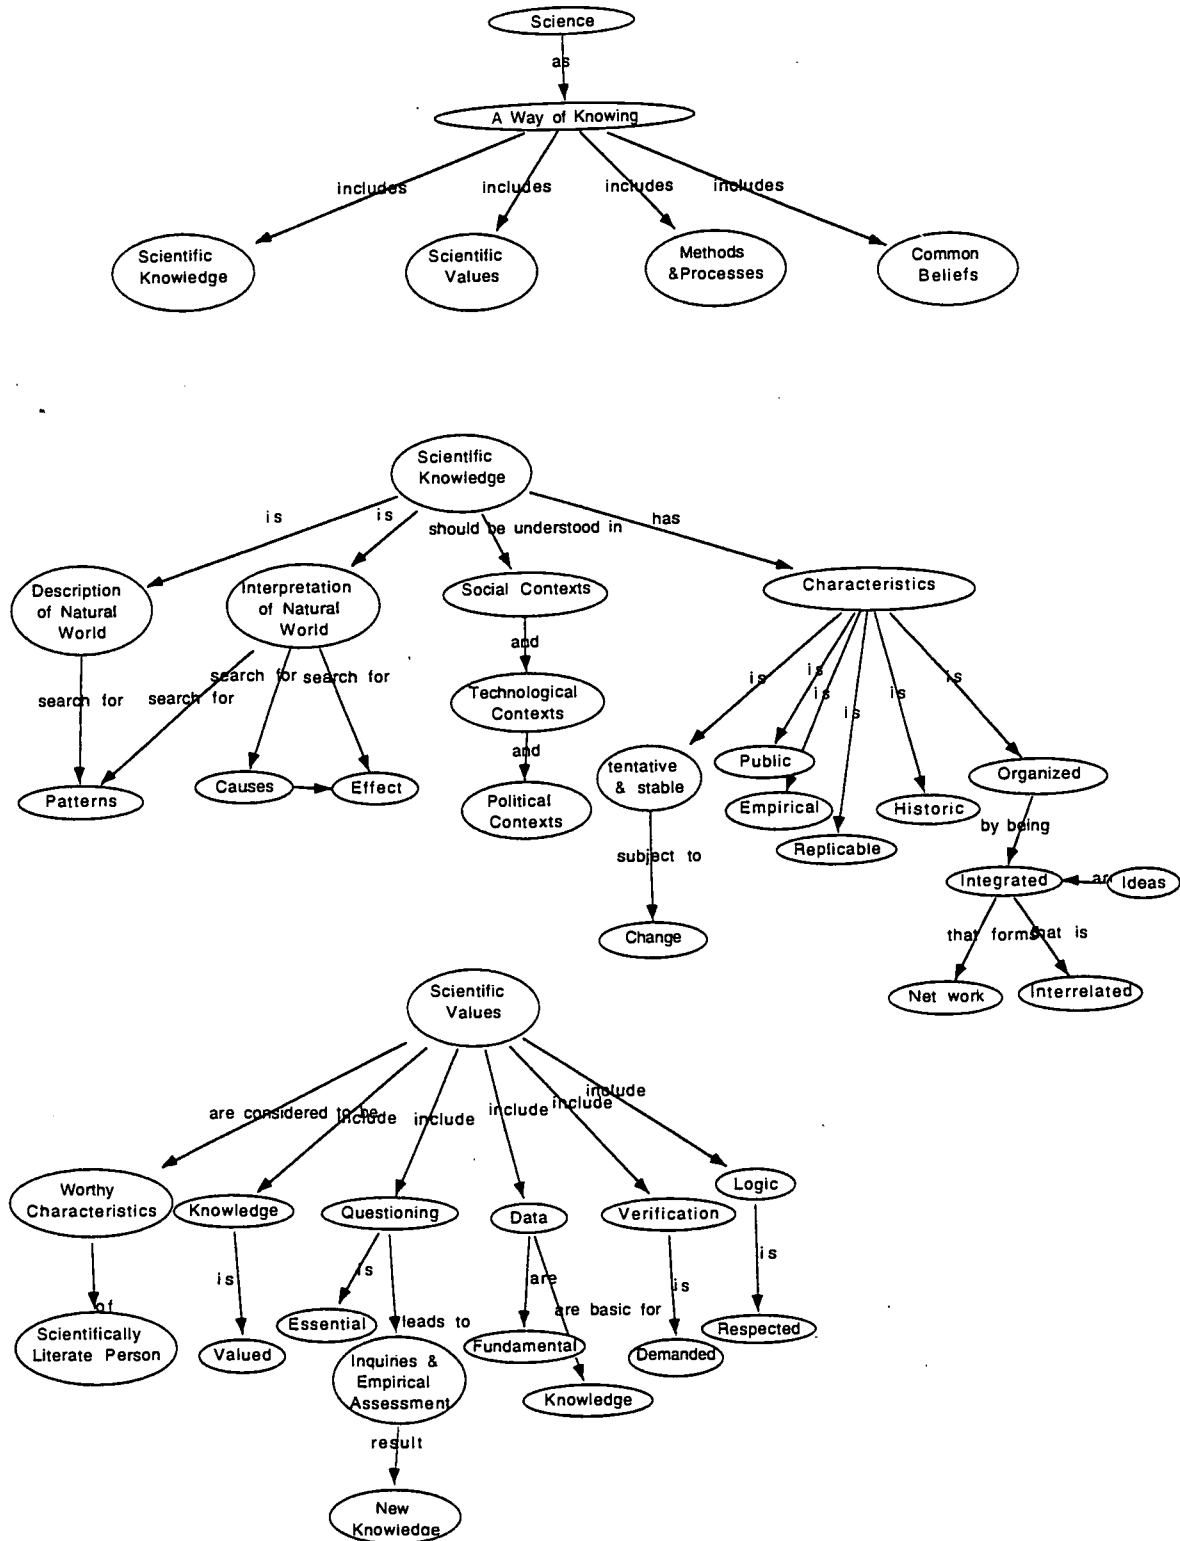 Science
as
A Way of Knowing
includes
includes
includes
includes
Scientific
Knowledge
Scientific
Values
Methods
&Processes
Common
Beliefs
Scientific
Knowledge
is
is
should be understood in
has
Description
of Natural
World
Interpretation
of Natural
World
Social Contexts
Characteristics
search for
search for
search for
search for
and
Technological
Contexts
and
Political
Contexts
Patterns
Causes
Effect
is
is
is
is
is
is
tentative
& stable
Public
Empirical
Replicable
Historic
Organized
subject to
Change
by being
Integrated
Ideas
that forms
that is
Net work
Interrelated
Scientific
Values
are considered to be
include
include
include
include
include
Worthy
Characteristics
Knowledge
Questioning
Data
Verification
Logic
of
is
is
leads to
are
are basic for
is
is
Scientifically
Literate Person
Valued
Essential
Inquiries &
Empirical
Assessment
Fundamental
Knowledge
Demanded
Respected
result
New
Knowledge